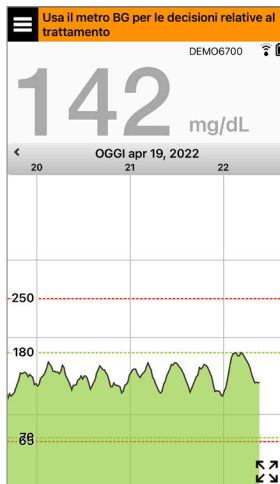 Usa il metro BG per le decisioni relative al
trattamento
DEMO6700
142 mg/dL
OGGI apr 19, 2022
20 21 22
250
180
70
65